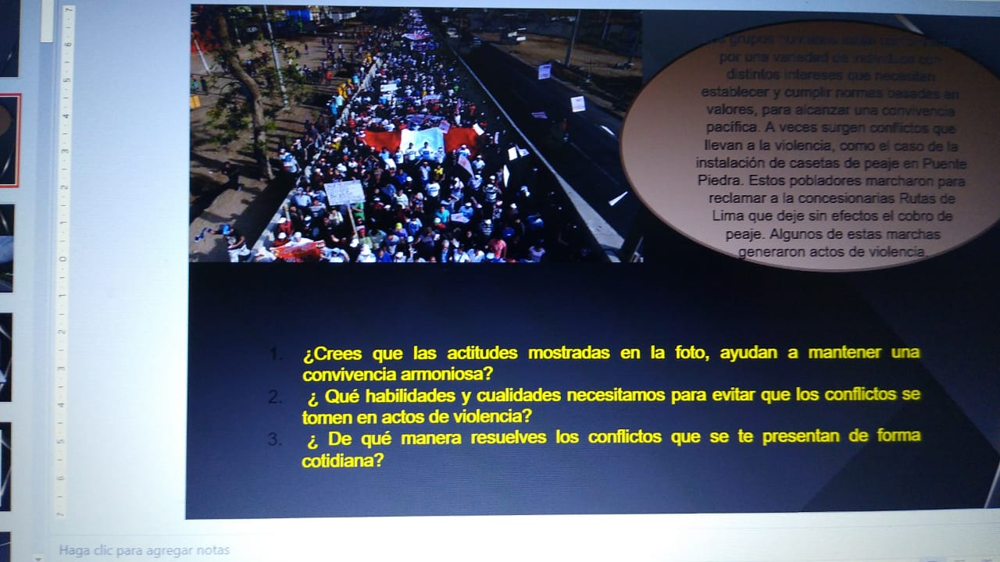 grupos humanos están
por una variedad de individuos con
distintos intereses que necesitan
establecer y cumplir normas basadas en
valores, para alcanzar una convivencia
pacífica. A veces surgen conflictos que
llevan a la violencia, como el caso de la
instalación de casetas de peaje en Puente
Piedra. Estos pobladores marcharon para
reclamar a la concesionarias Rutas de
Lima que deje sin efectos el cobro de
peaje. Algunos de estas marchas
generaron actos de violencia.
1. ¿Crees que las actitudes mostradas en la foto, ayudan a mantener una
convivencia armoniosa?
2. ¿ Qué habilidades y cualidades necesitamos para evitar que los conflictos se
tomen en actos de violencia?
3. ¿ De qué manera resuelves los conflictos que se te presentan de forma
cotidiana?
Haga clic para agregar notas